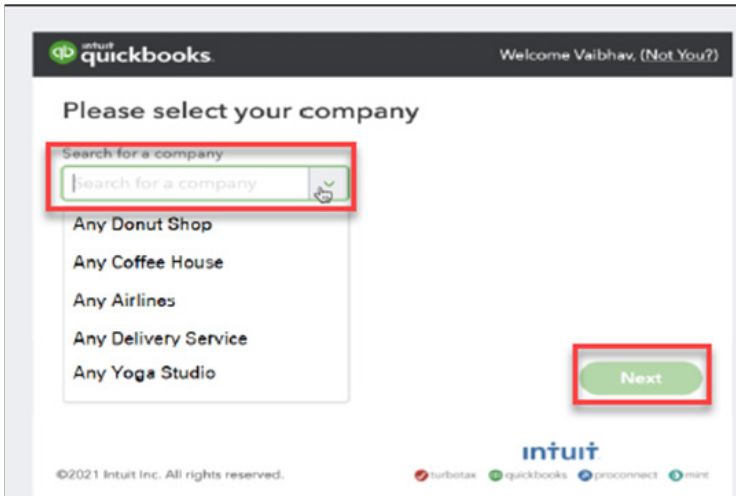 qb intuit quickbooks.
Welcome Vaibhav, (Not You?)
Please select your company
Search for a company
Search for a company
Any Donut Shop
Any Coffee House
Any Airlines
Any Delivery Service
Any Yoga Studio
Next
intuit
©2021 Intuit Inc. All rights reserved.
turbotax quickbooks proconnect mint